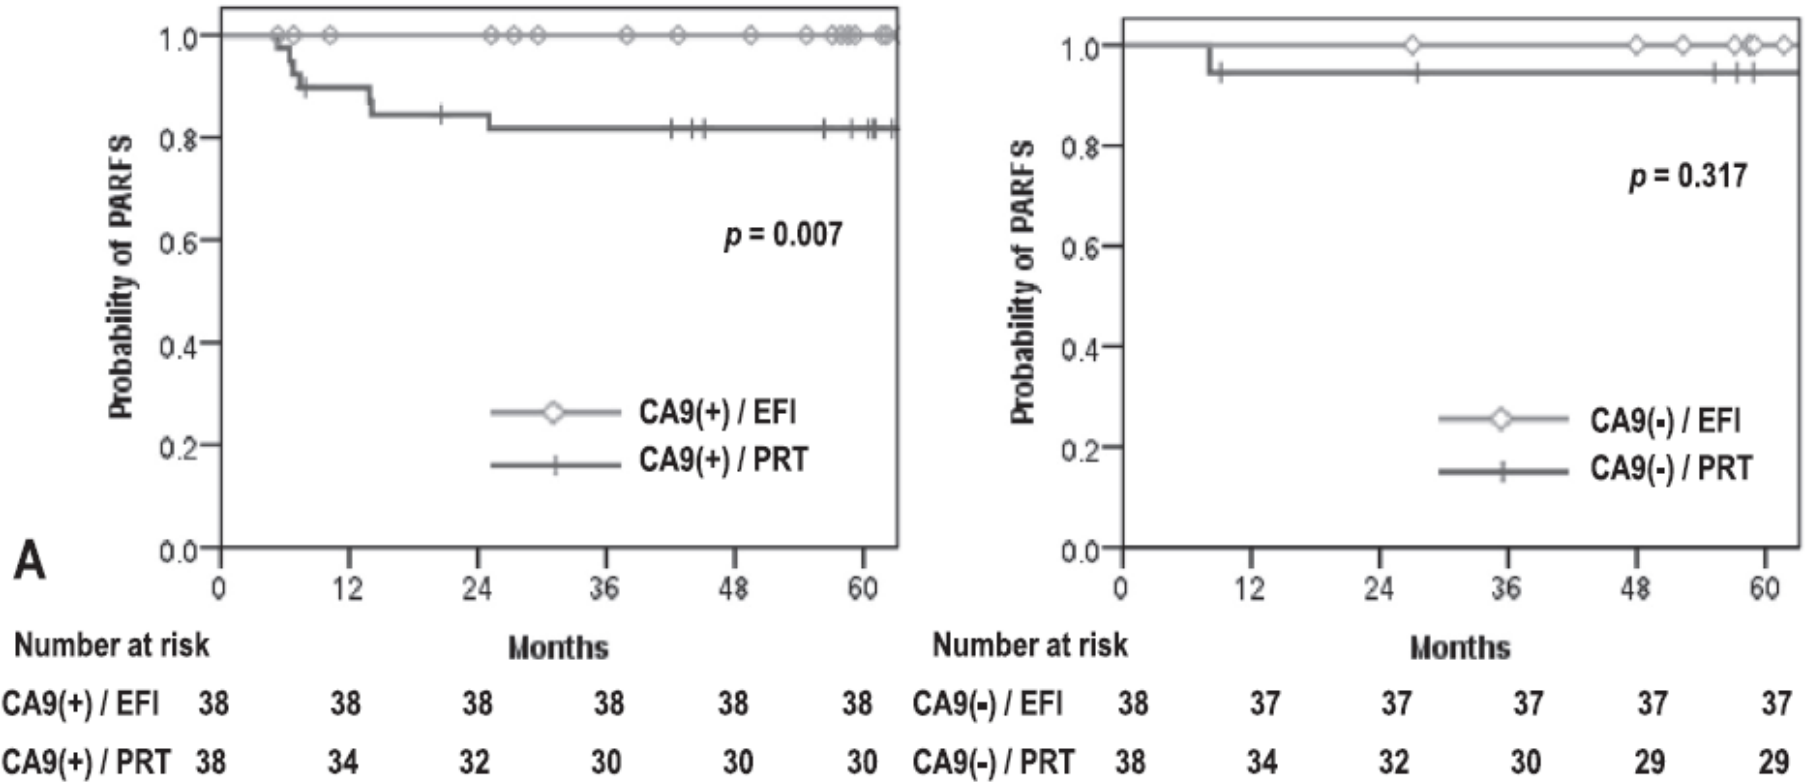 1.0
0.8
0.6
0.4
0.2
0.0
Probability of PARFS
p = 0.007
CA9(+) / EFI
CA9(+) / PRT
0 12 24 36 48 60
Months
1.0
0.8
0.6
0.4
0.2
0.0
Probability of PARFS
p = 0.317
CA9(-) / EFI
CA9(-) / PRT
0 12 24 36 48 60
Months
A
Number at risk
CA9(+) / EFI 38 38 38 38 38 38
CA9(+) / PRT 38 34 32 30 30 30
Number at risk
CA9(-) / EFI 38 37 37 37 37 37
CA9(-) / PRT 38 34 32 30 29 29